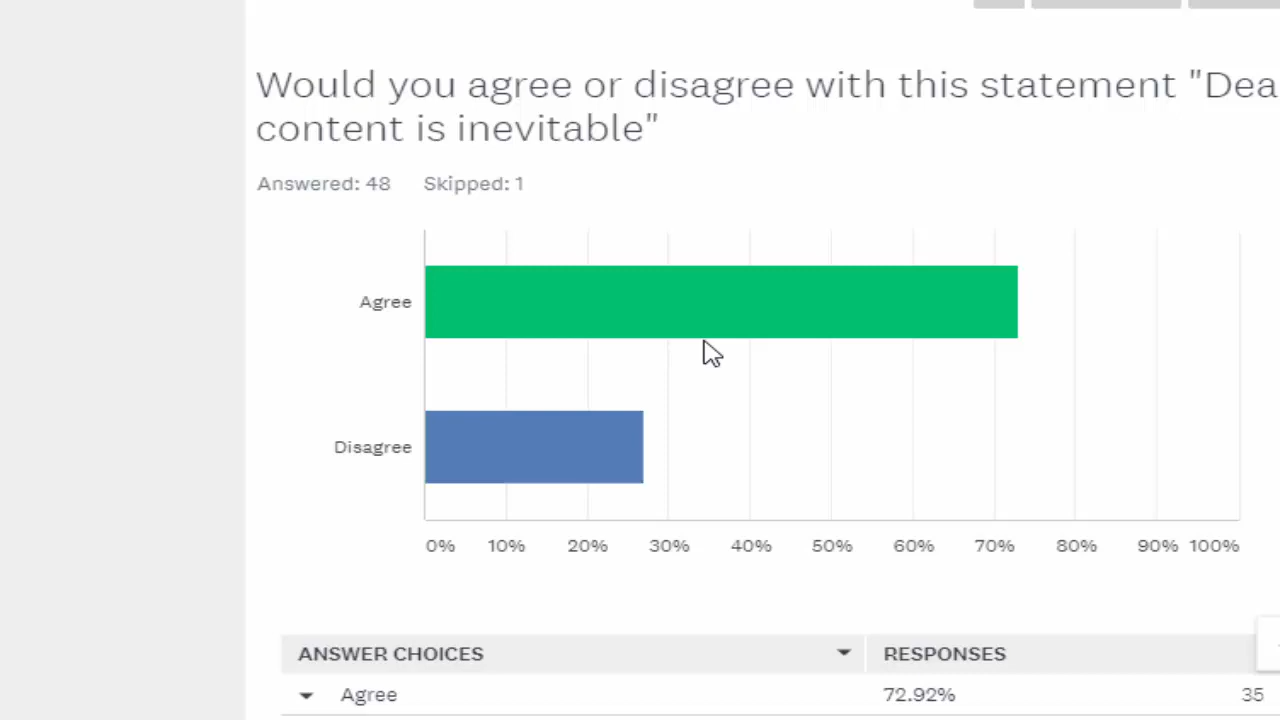 Would you agree or disagree with this statement "Dea
content is inevitable"
Answered: 48 Skipped: 1
Agree
Disagree
0% 10% 20% 30% 40% 50% 60% 70% 80% 90% 100%
ANSWER CHOICES RESPONSES
Agree 72.92% 35